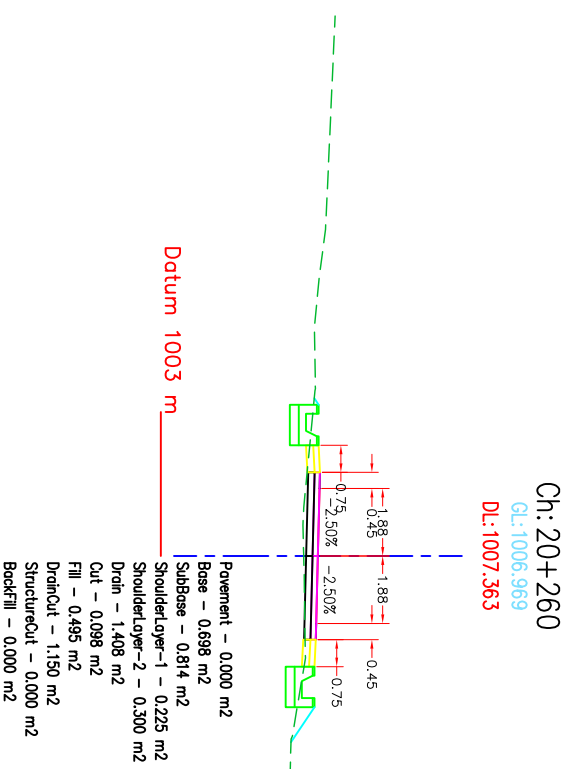 Ch: 20+260
GL:1006.969
DL:1007.363
1.88
1.88
0.45
0.45
0.75
0.75
-2.50%
-2.50%
Datum 1003 m
Pavement - 0.000 m2
Base - 0.698 m2
SubBase - 0.814 m2
ShoulderLayer-1 - 0.225 m2
ShoulderLayer-2 - 0.300 m2
Drain - 1.408 m2
Cut - 0.098 m2
Fill - 0.495 m2
DrainCut - 1.150 m2
StructureCut - 0.000 m2
BackFill - 0.000 m2